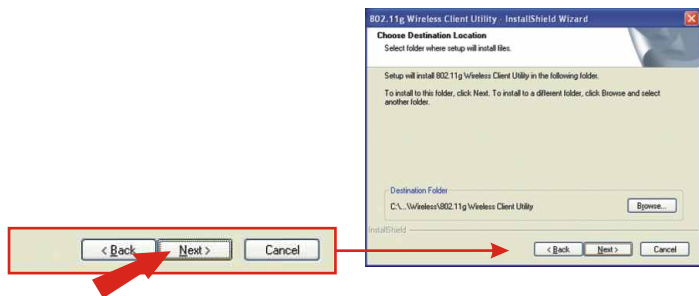 802.11g Wireless Client Utility - InstallShield Wizard
Choose Destination Location
Select folder where setup will install files.
Setup will install 802.11g Wireless Client Utility in the following folder.
To install to this folder, click Next. To install to a different folder, click Browse and select
another folder.
Destination Folder
C:\...\Wireless\802.11g Wireless Client Utility
Browse...
InstallShield
< Back Next > Cancel
< Back Next > Cancel